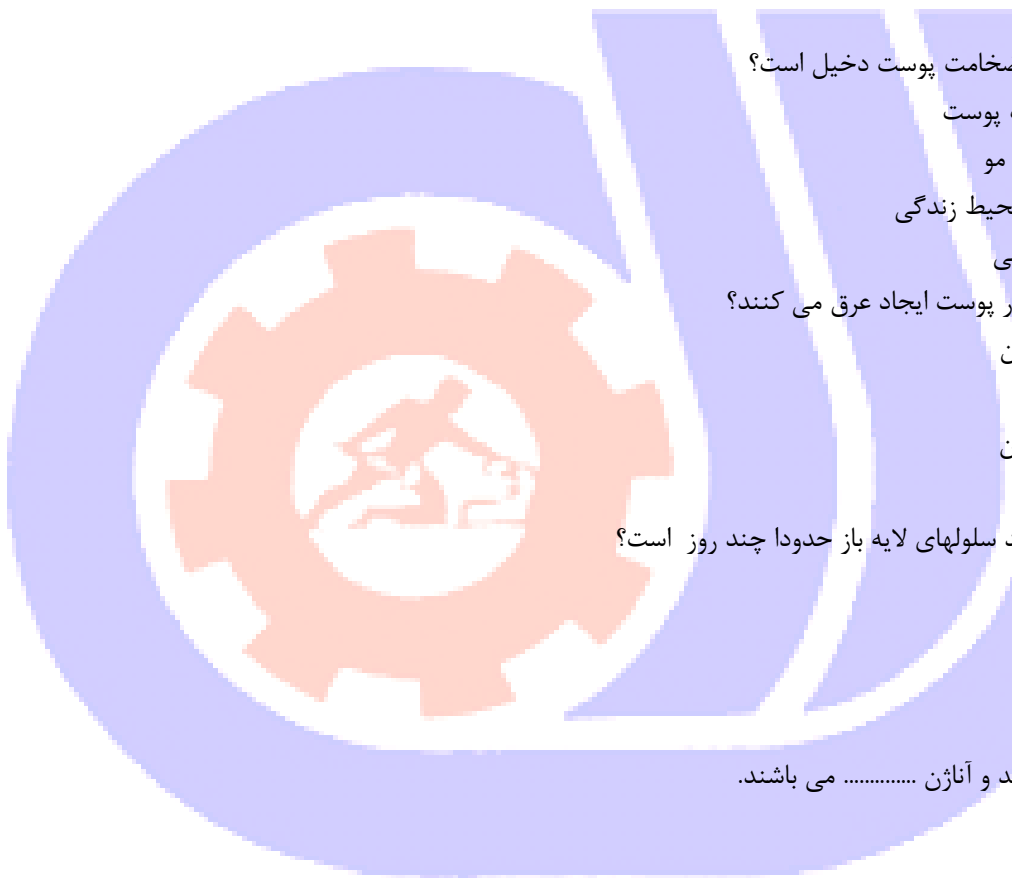 ضخامت پوست دخیل است؟
پوست
مو
محیط زندگی
ی
ر پوست ایجاد عرق می کنند؟
ن
ن
د سلولهای لایه باز حدودا چند روز است؟
د و آناژن .............. می باشند.